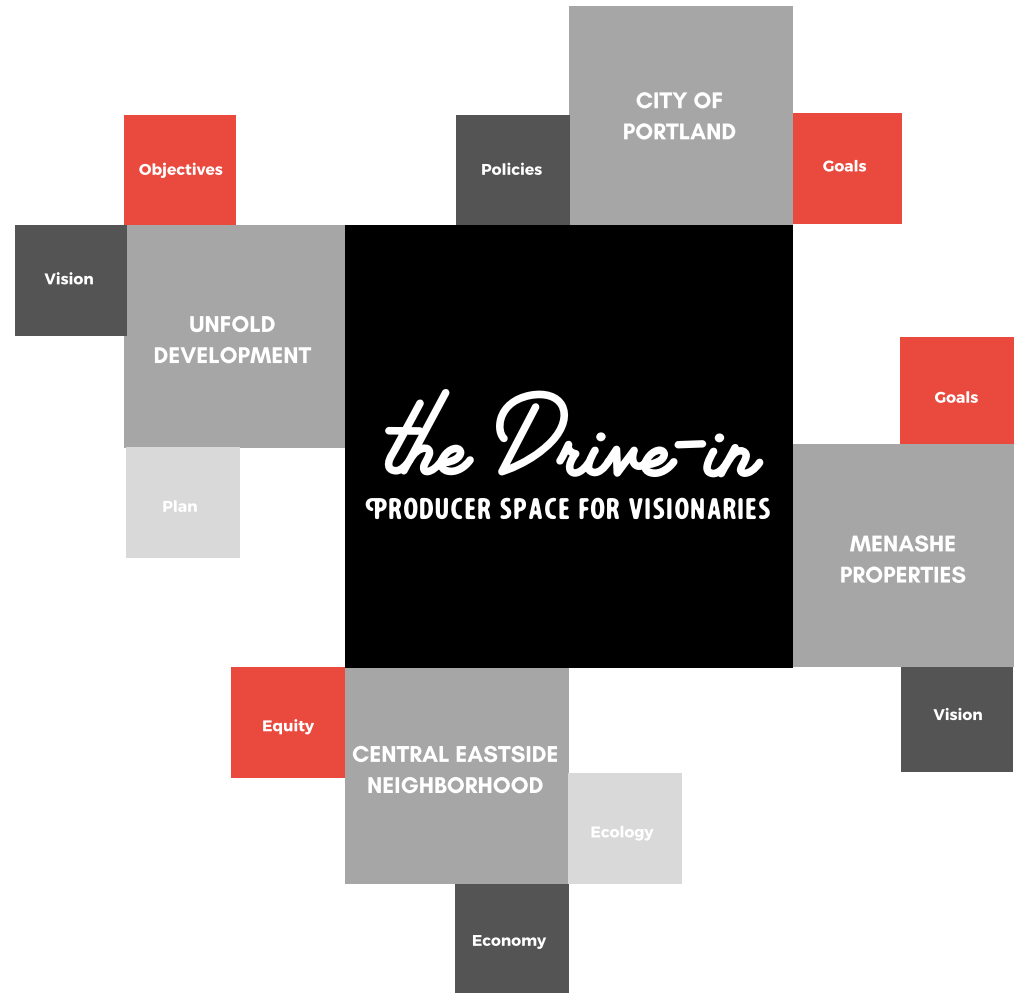 CITY OF
PORTLAND
Objectives
Policies
Goals
Vision
UNFOLD
DEVELOPMENT
the Drive-in
PRODUCER SPACE FOR VISIONARIES
Goals
Plan
MENASHE
PROPERTIES
Equity
Vision
CENTRAL EASTSIDE
NEIGHBORHOOD
Ecology
Economy